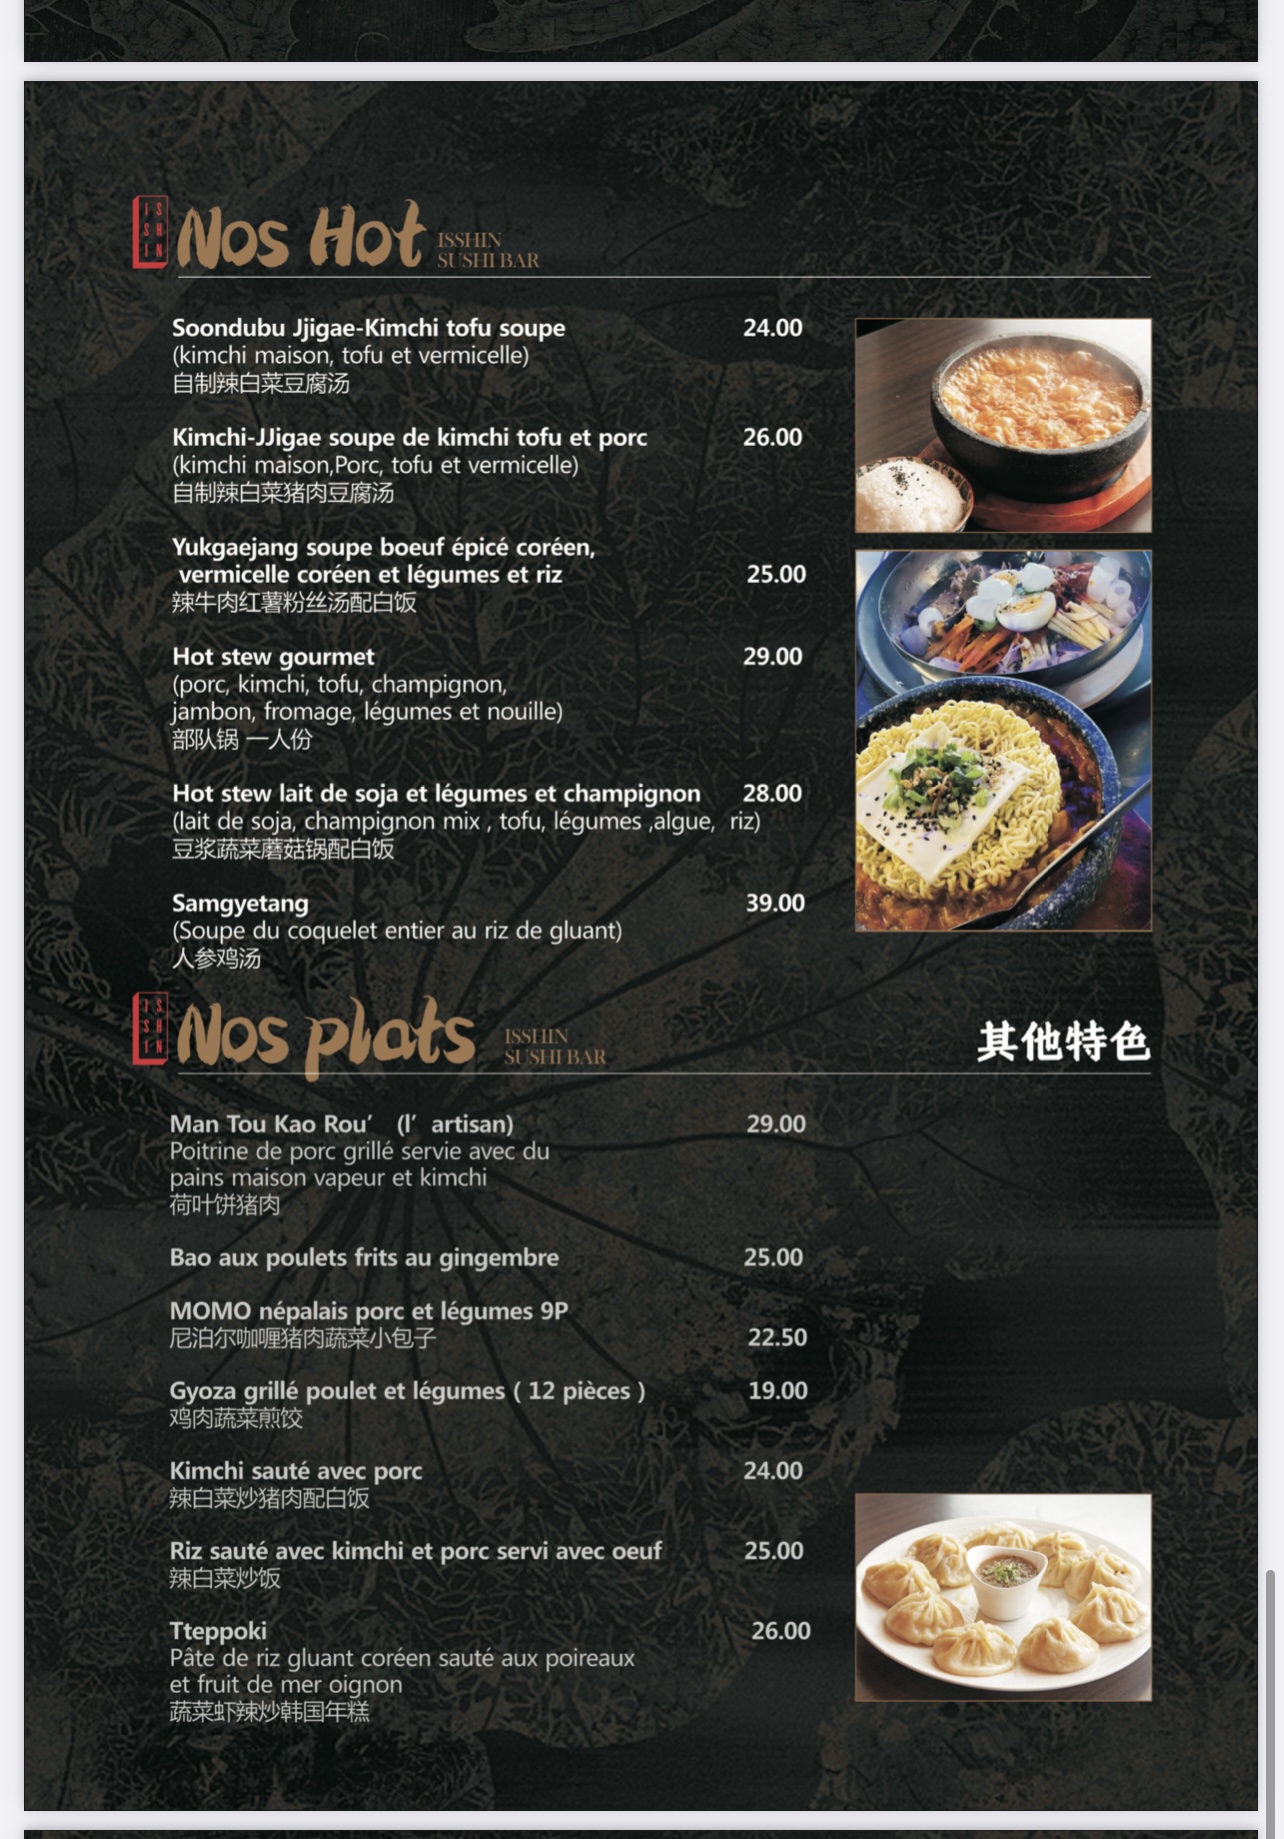 ISSHIN
Nos Hot
ISSHIN
SUSHI BAR
Soondubu Jjigae-Kimchi tofu soupe 24.00
(kimchi maison, tofu et vermicelle)
自制辣白菜豆腐汤
Kimchi-JJigae soupe de kimchi tofu et porc 26.00
(kimchi maison,Porc, tofu et vermicelle)
自制辣白菜猪肉豆腐汤
Yukgaejang soupe boeuf épicé coréen,
vermicelle coréen et légumes et riz 25.00
辣牛肉红薯粉丝汤配白饭
Hot stew gourmet 29.00
(porc, kimchi, tofu, champignon,
jambon, fromage, légumes et nouille)
部队锅 一人份
Hot stew lait de soja et légumes et champignon 28.00
(lait de soja, champignon mix , tofu, légumes ,algue, riz)
豆浆蔬菜蘑菇锅配白饭
Samgyetang 39.00
(Soupe du coquelet entier au riz de gluant)
人参鸡汤
ISSHIN
Nos plats
ISSHIN
SUSHI BAR
其他特色
Man Tou Kao Rou’ (l’ artisan) 29.00
Poitrine de porc grillé servie avec du
pains maison vapeur et kimchi
荷叶饼猪肉
Bao aux poulets frits au gingembre 25.00
MOMO népalais porc et légumes 9P
尼泊尔咖喱猪肉蔬菜小包子 22.50
Gyoza grillé poulet et légumes ( 12 pièces ) 19.00
鸡肉蔬菜煎饺
Kimchi sauté avec porc 24.00
辣白菜炒猪肉配白饭
Riz sauté avec kimchi et porc servi avec oeuf 25.00
辣白菜炒饭
Tteppoki 26.00
Pâte de riz gluant coréen sauté aux poireaux
et fruit de mer oignon
蔬菜虾辣炒韩国年糕